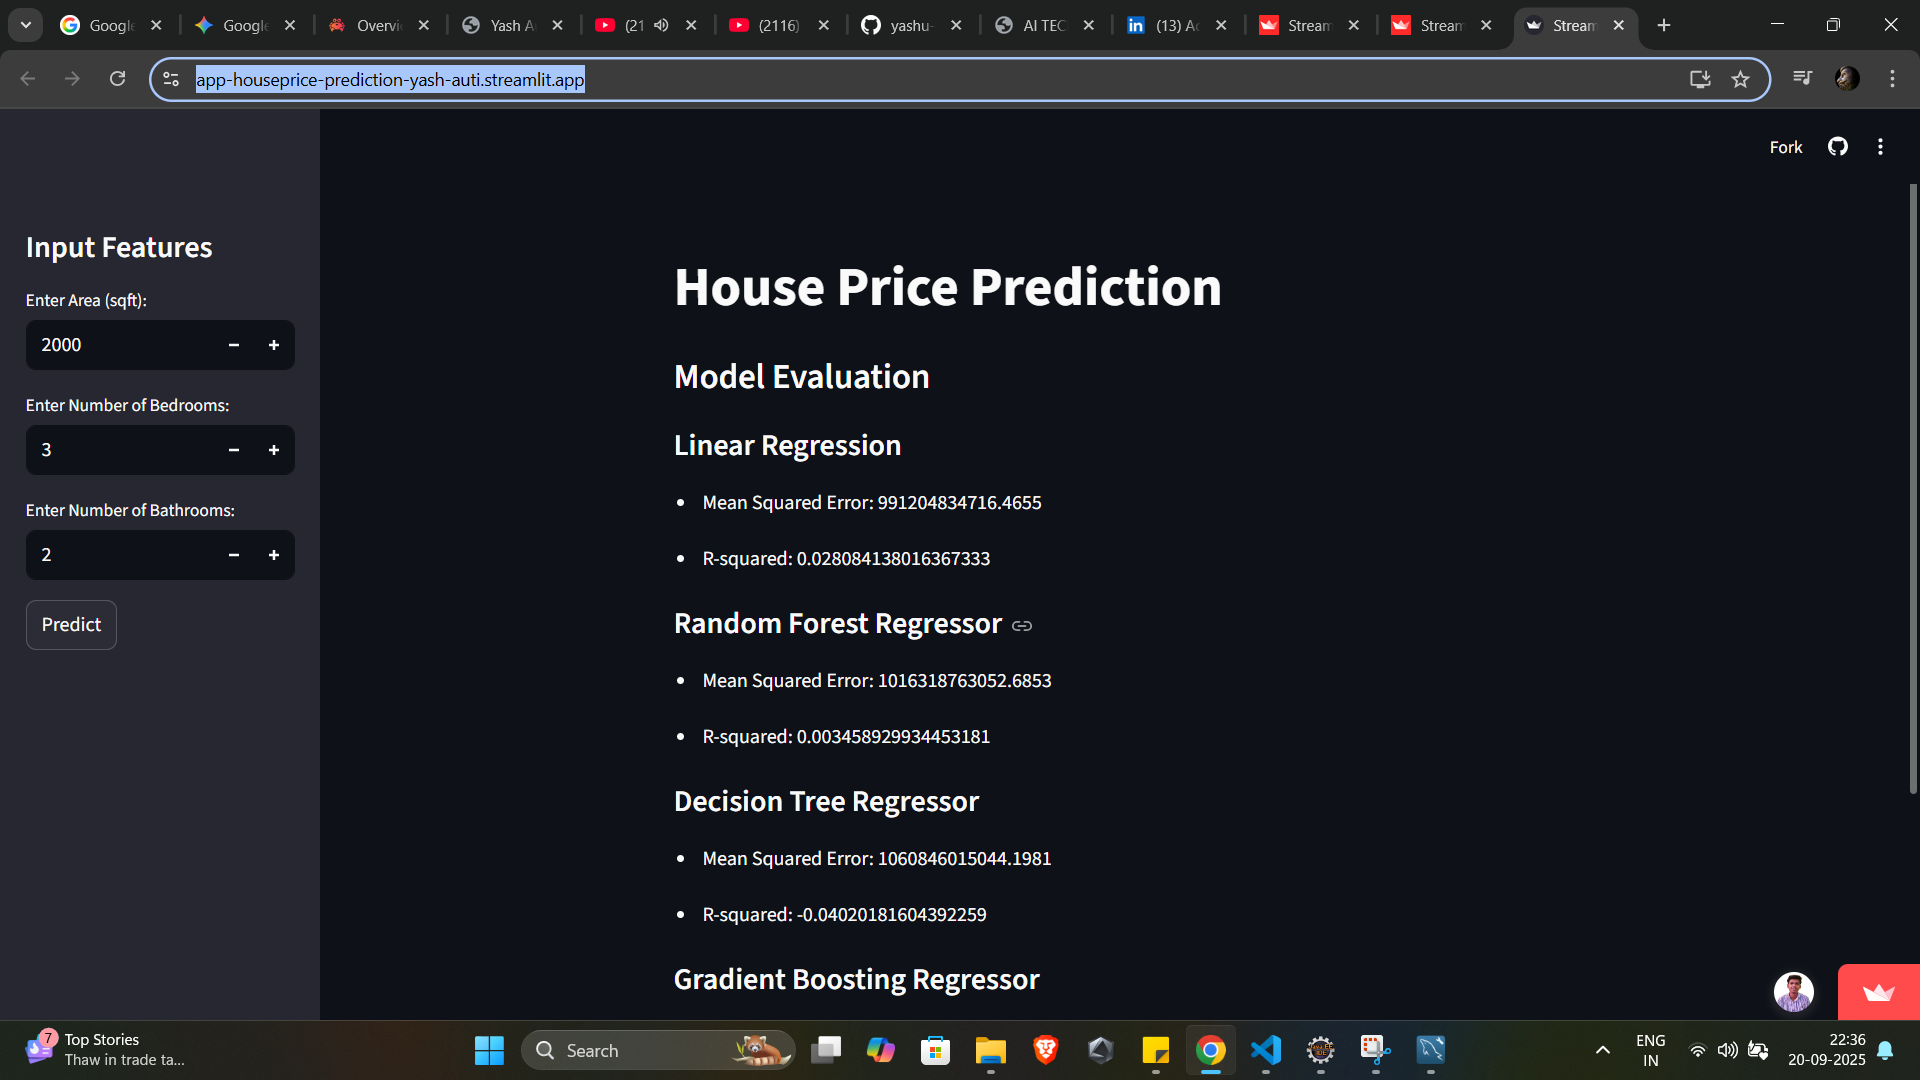 Google
Google
Overvi
Yash A
(21
(2116)
yashu-
AI TEC
(13) Ac
Stream
Stream
Stream
app-houseprice-prediction-yash-auti.streamlit.app
Fork
Input Features
Enter Area (sqft):
2000
Enter Number of Bedrooms:
3
Enter Number of Bathrooms:
2
Predict
House Price Prediction
Model Evaluation
Linear Regression
Mean Squared Error: 991204834716.4655
R-squared: 0.028084138016367333
Random Forest Regressor
Mean Squared Error: 1016318763052.6853
R-squared: 0.003458929934453181
Decision Tree Regressor
Mean Squared Error: 1060846015044.1981
R-squared: -0.04020181604392259
Gradient Boosting Regressor
7
Top Stories
Thaw in trade ta...
Search
ENG
IN
22:36
20-09-2025